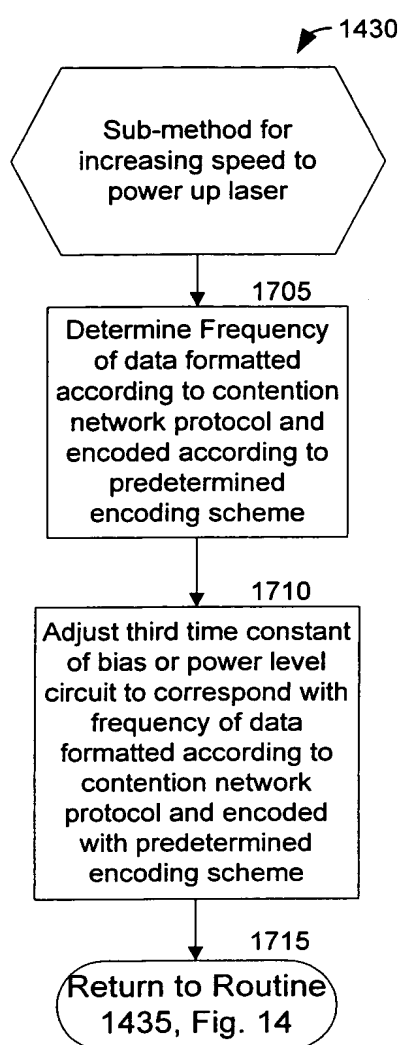 1430
Sub-method for
increasing speed to
power up laser
1705
Determine Frequency
of data formatted
according to contention
network protocol and
encoded according to
predetermined
encoding scheme
1710
Adjust third time constant
of bias or power level
circuit to correspond with
frequency of data
formatted according to
contention network
protocol and encoded
with predetermined
encoding scheme
1715
Return to Routine
1435, Fig. 14